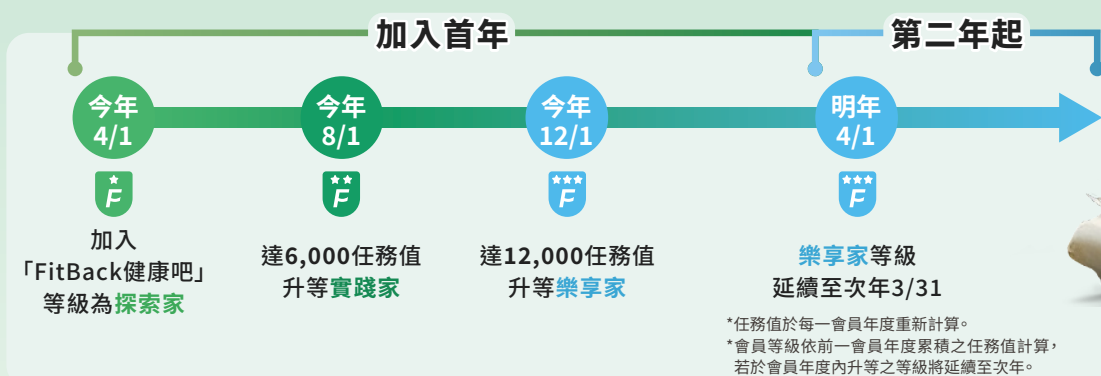 加入首年
第二年起
今年
4/1
今年
8/1
今年
12/1
明年
4/1
F
F
F
F
加入
「FitBack健康吧」
等級為探索家
達6,000任務值
升等實踐家
達12,000任務值
升等樂享家
樂享家等級
延續至次年3/31
*任務值於每一會員年度重新計算。
*會員等級依前一會員年度累積之任務值計算，
若於會員年度內升等之等級將延續至次年。